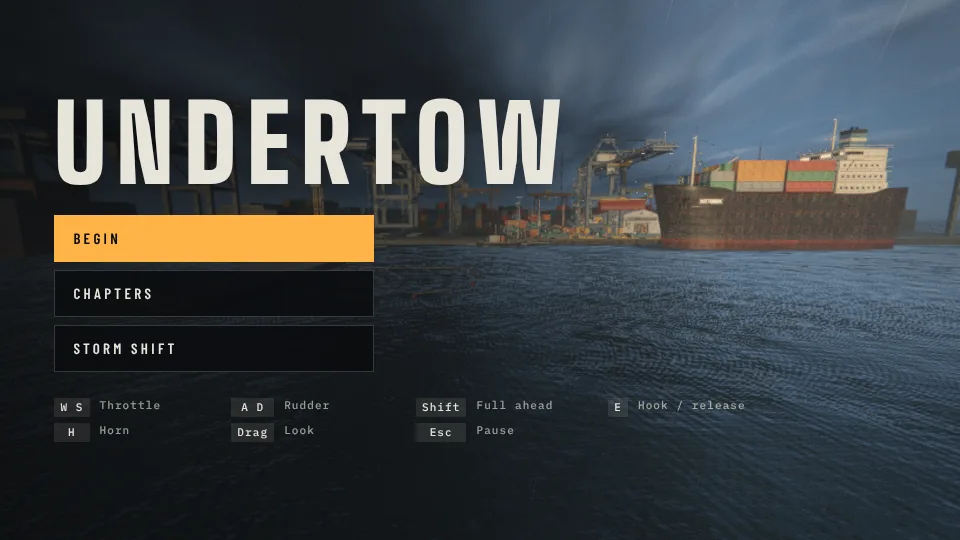 UNDERTOW
BEGIN
CHAPTERS
STORM SHIFT
W S Throttle A D Rudder Shift Full ahead E Hook / release
H Horn Drag Look Esc Pause